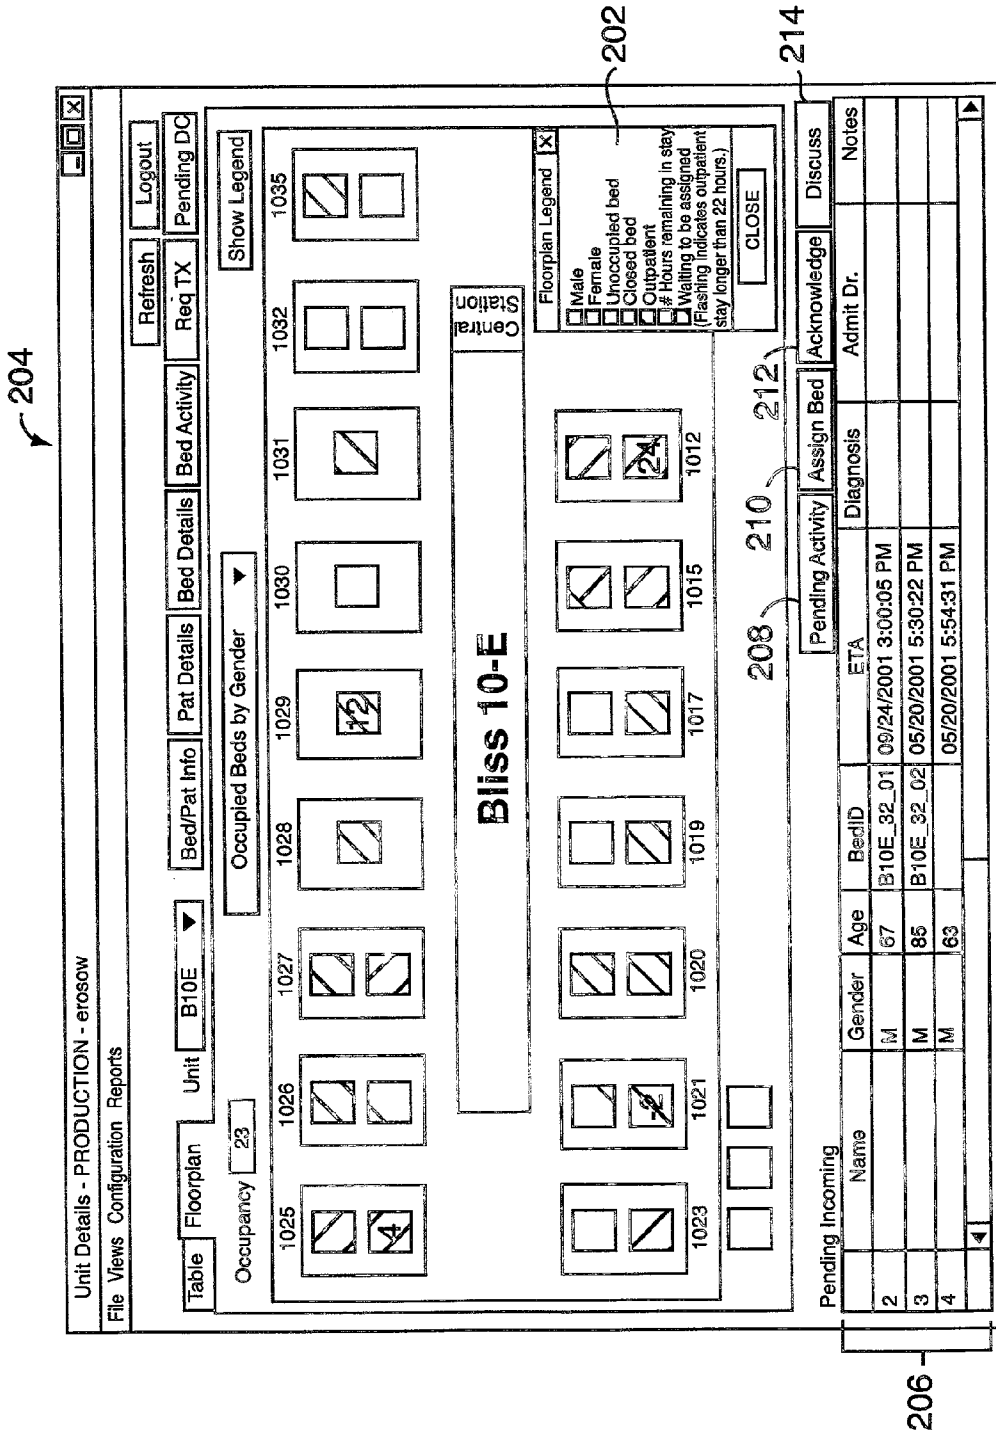 204
Unit Details - PRODUCTION - erosow
File Views Configuration Reports
Refresh Logout
Table Floorplan Unit B10E Bed/Pat Info Pat Details Bed Details Bed Activity Req TX Pending DC
Occupancy 23 Occupied Beds by Gender Show Legend
1025 1026 1027 1028 1029 1030 1031 1032 1035
4 12
Bliss 10-E
Central
Station
-2 24
1023 1021 1020 1019 1017 1015 1012
Floorplan Legend X
Male
Female
Unoccupied bed
Closed bed
Outpatient
# Hours remaining in stay
Waiting to be assigned
(Flashing indicates outpatient
stay longer than 22 hours.)
CLOSE
202
208 210 212 214
Pending Incoming Pending Activity Assign Bed Acknowledge Discuss
Name Gender Age BedID ETA Diagnosis Admit Dr. Notes
2 M 67 B10E_32_01 09/24/2001 3:00:05 PM
3 M 85 B10E_32_02 05/20/2001 5:30:22 PM
4 M 63 05/20/2001 5:54:31 PM
206